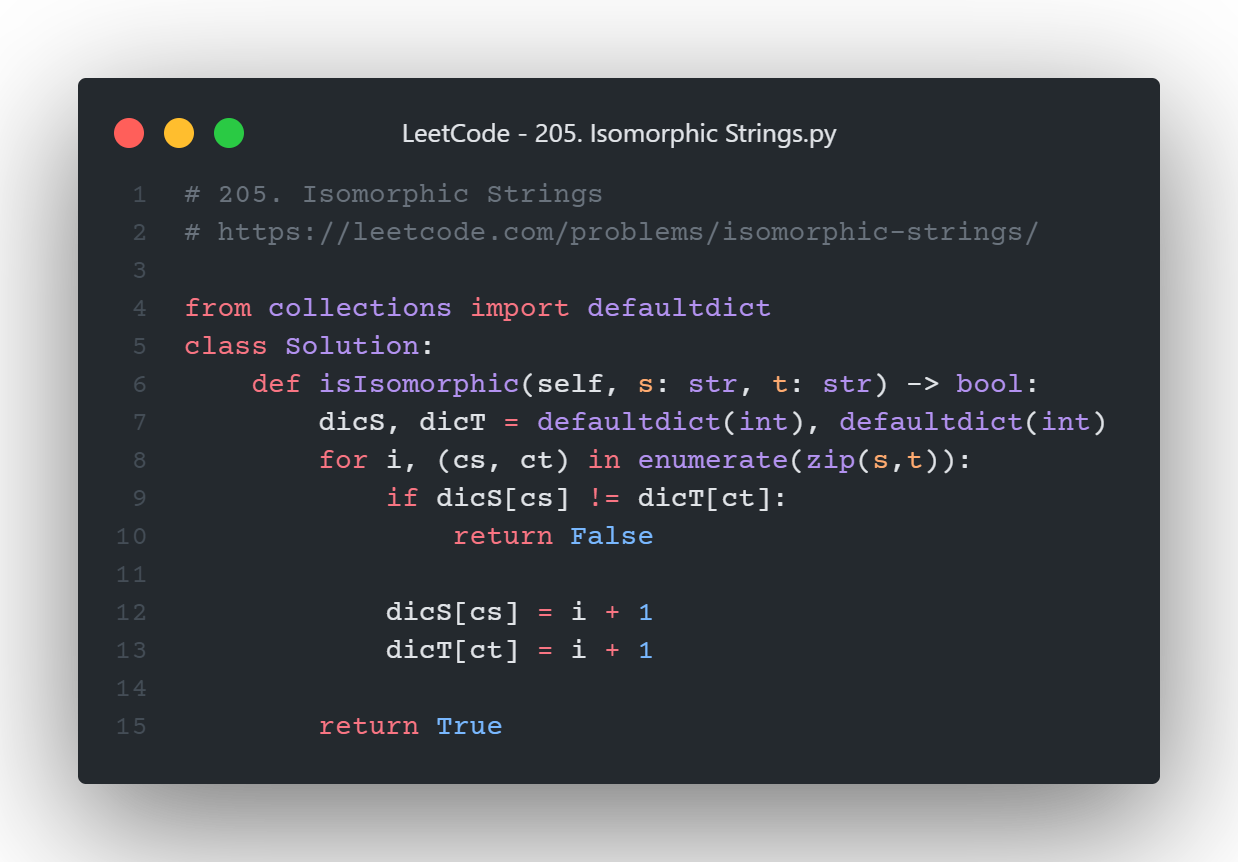 LeetCode - 205. Isomorphic Strings.py
1 # 205. Isomorphic Strings
2 # https://leetcode.com/problems/isomorphic-strings/
3
4 from collections import defaultdict
5 class Solution:
6     def isIsomorphic(self, s: str, t: str) -> bool:
7         dicS, dicT = defaultdict(int), defaultdict(int)
8         for i, (cs, ct) in enumerate(zip(s,t)):
9             if dicS[cs] != dicT[ct]:
10                 return False
11
12             dicS[cs] = i + 1
13             dicT[ct] = i + 1
14
15         return True